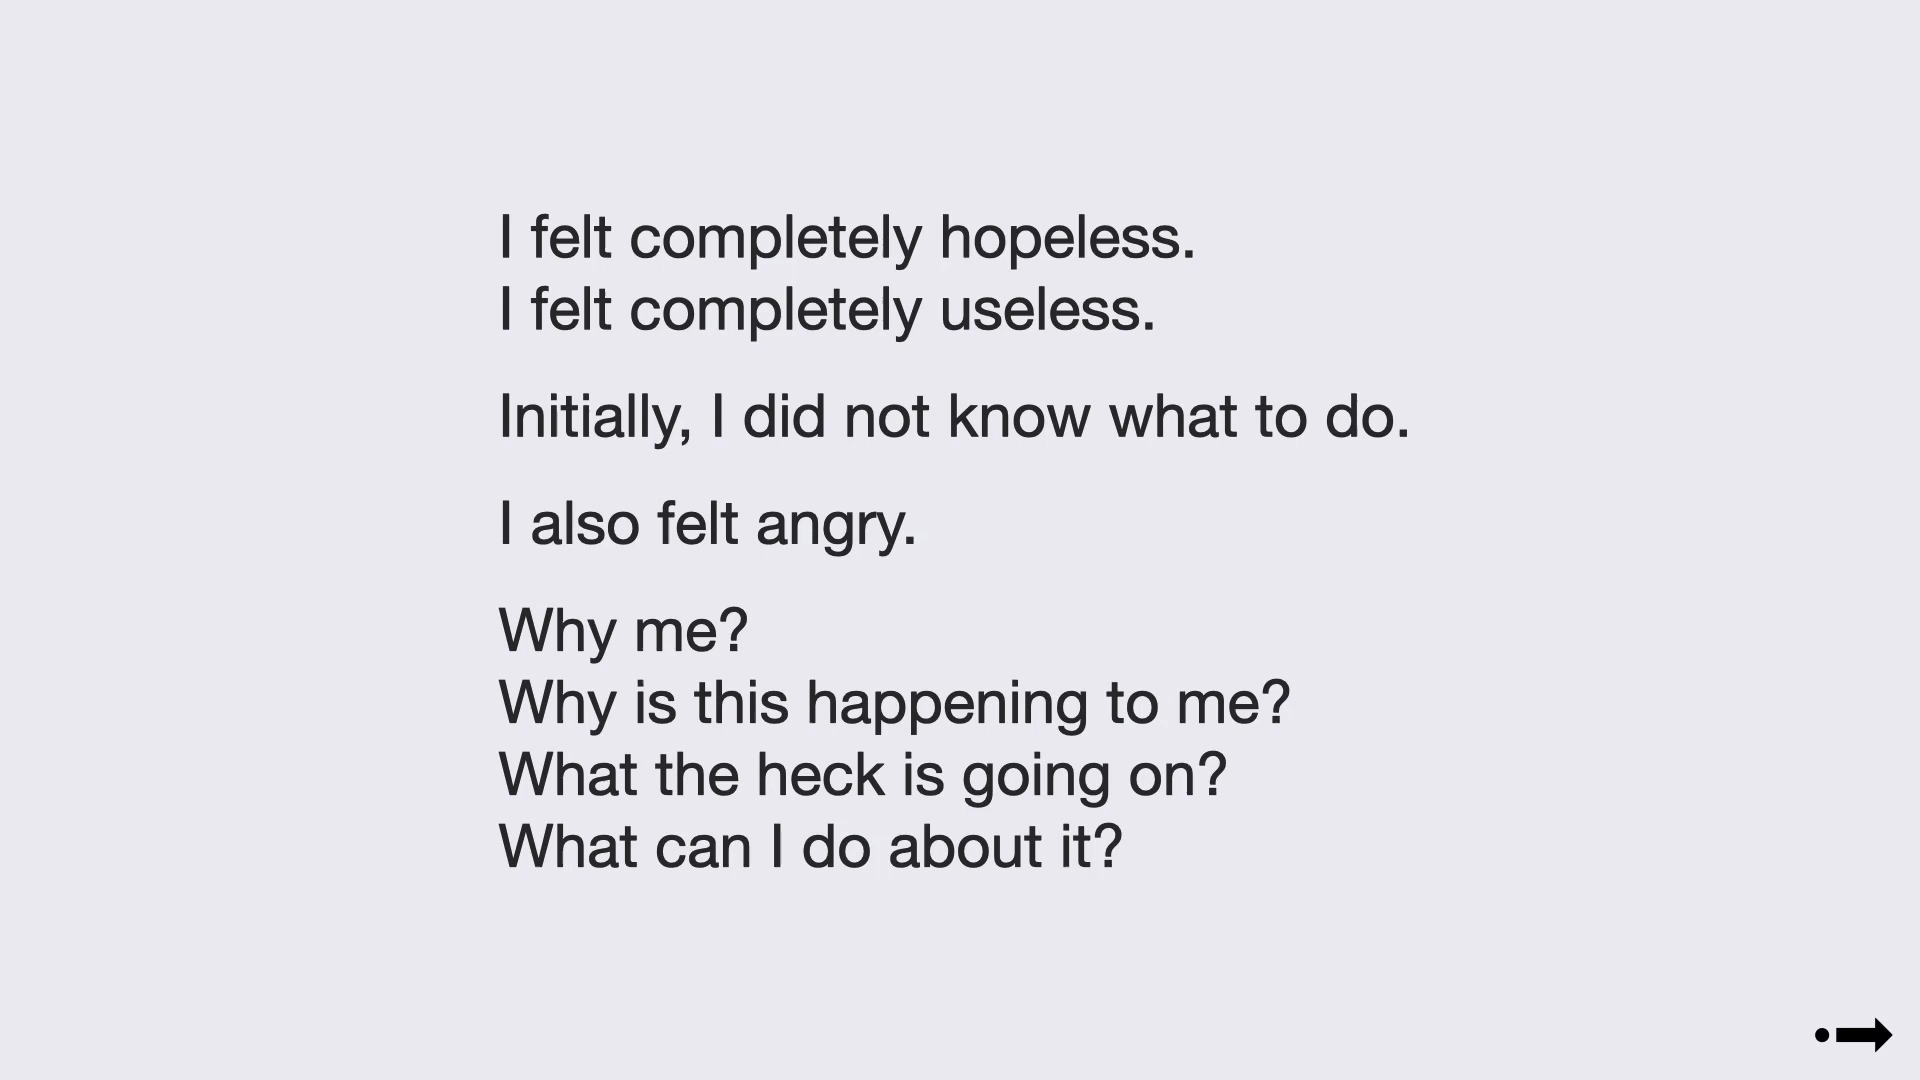 I felt completely hopeless.
I felt completely useless.
Initially, I did not know what to do.
I also felt angry.
Why me?
Why is this happening to me?
What the heck is going on?
What can I do about it?